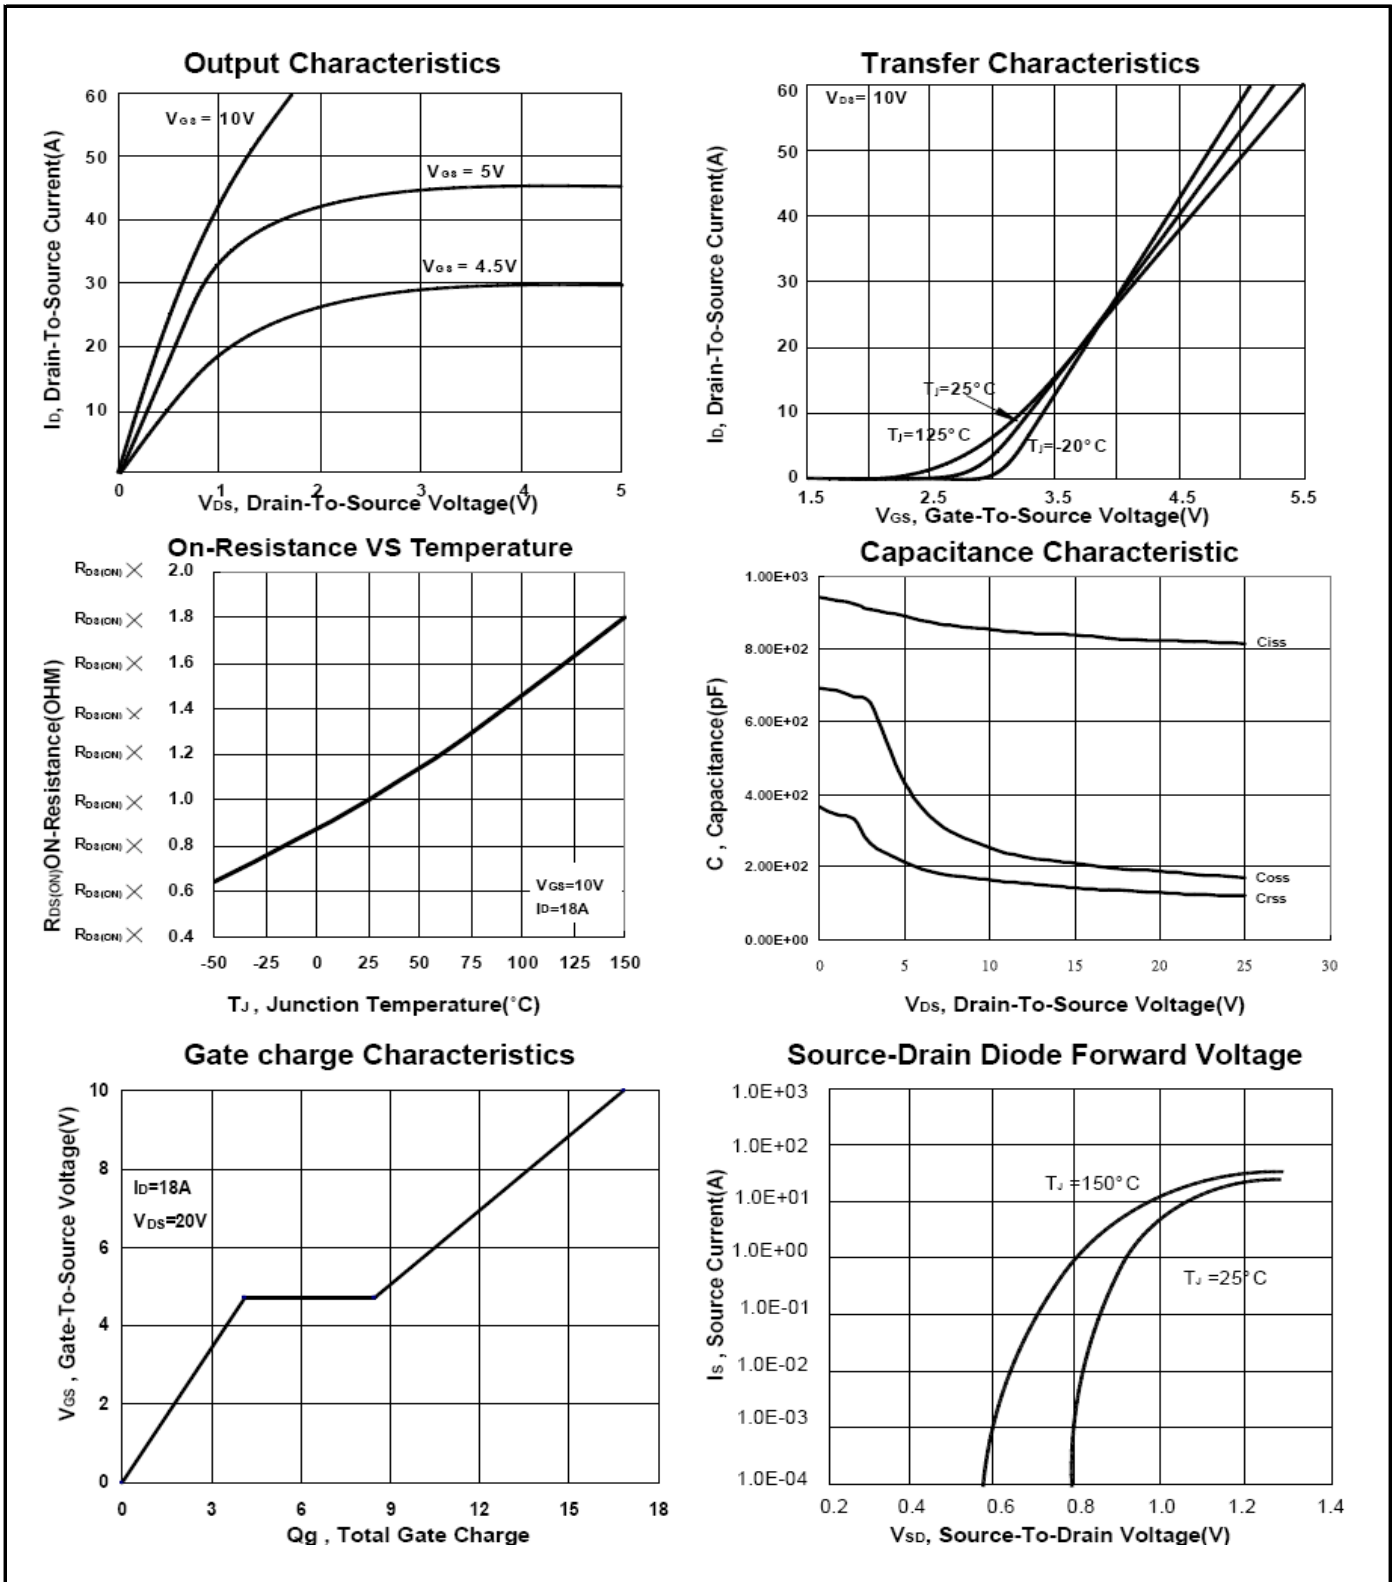 Output Characteristics
ID, Drain-To-Source Current(A)
60
50
40
30
20
10
VGS = 10V
VGS = 5V
VGS = 4.5V
0 1 2 3 4 5
VDS, Drain-To-Source Voltage(V)
Transfer Characteristics
ID, Drain-To-Source Current(A)
60
50
40
30
20
10
0
VDS= 10V
TJ=25°C
TJ=125°C
TJ=-20°C
1.5 2.5 3.5 4.5 5.5
VGS, Gate-To-Source Voltage(V)
On-Resistance VS Temperature
RDS(ON)ON-Resistance(OHM)
RDS(ON) × 2.0
RDS(ON) × 1.8
RDS(ON) × 1.6
RDS(ON) × 1.4
RDS(ON) × 1.2
RDS(ON) × 1.0
RDS(ON) × 0.8
RDS(ON) × 0.6
RDS(ON) × 0.4
VGS=10V
ID=18A
-50 -25 0 25 50 75 100 125 150
TJ , Junction Temperature(°C)
Capacitance Characteristic
C , Capacitance(pF)
1.00E+03
8.00E+02
6.00E+02
4.00E+02
2.00E+02
0.00E+00
Ciss
Coss
Crss
0 5 10 15 20 25 30
VDS, Drain-To-Source Voltage(V)
Gate charge Characteristics
VGS , Gate-To-Source Voltage(V)
10
8
6
4
2
0
ID=18A
VDS=20V
0 3 6 9 12 15 18
Qg , Total Gate Charge
Source-Drain Diode Forward Voltage
IS , Source Current(A)
1.0E+03
1.0E+02
1.0E+01
1.0E+00
1.0E-01
1.0E-02
1.0E-03
1.0E-04
TJ =150°C
TJ =25°C
0.2 0.4 0.6 0.8 1.0 1.2 1.4
VSD, Source-To-Drain Voltage(V)